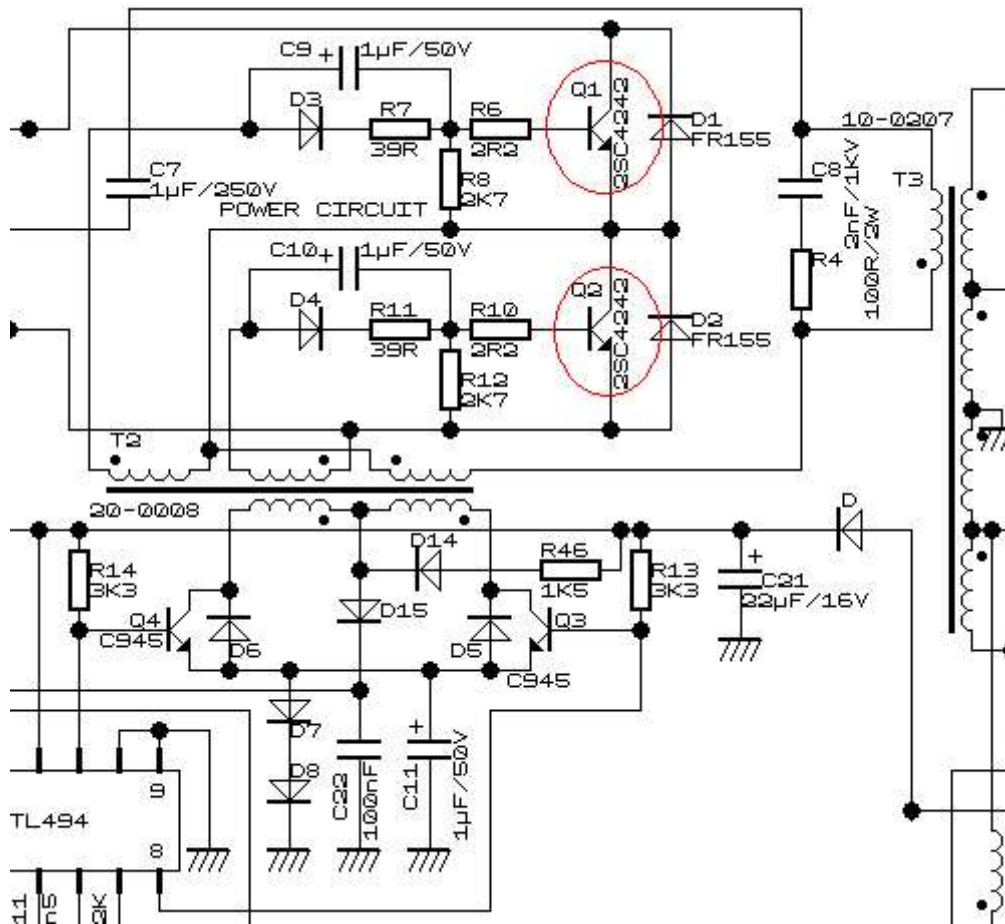 C9 + 1µF/50V
D3
R7
39R
R6
2R2
Q1
2SC4242
D1
FR155
10-0207
C7
1µF/250V
R8
2K7
C8
2nF/1KV
T3
POWER CIRCUIT
C10 + 1µF/50V
R4
100R/2W
D4
R11
39R
R10
2R2
Q2
2SC4242
D2
FR155
R12
2K7
T2
20-0008
D
D14
R46
1K5
R14
3K3
R13
3K3
+
C21
22µF/16V
D15
Q4
C945
D6
D5
Q3
C945
D7
D8
C22
100nF
+
C11
1µF/50V
9
TL494
8
11
n5
2K